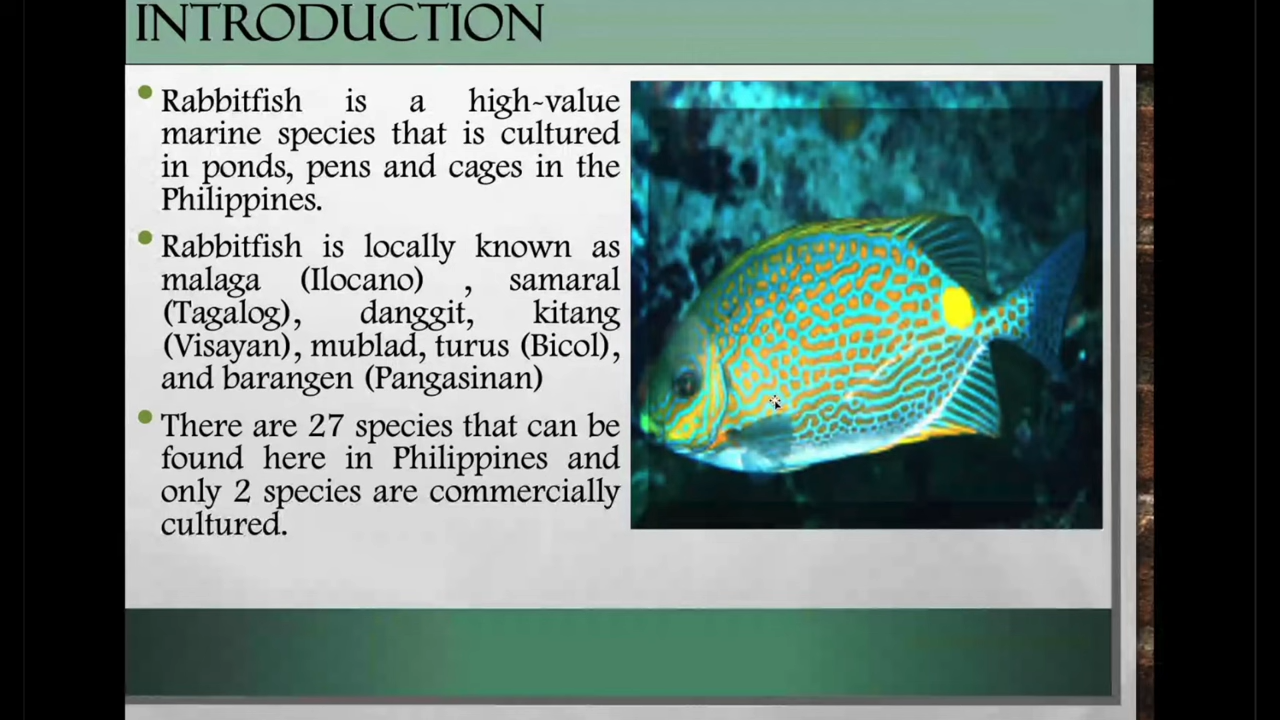 INTRODUCTION
Rabbitfish is a high-value
marine species that is cultured
in ponds, pens and cages in the
Philippines.
Rabbitfish is locally known as
malaga (Ilocano) , samaral
(Tagalog), danggit, kitang
(Visayan), mublad, turus (Bicol),
and barangen (Pangasinan)
There are 27 species that can be
found here in Philippines and
only 2 species are commercially
cultured.